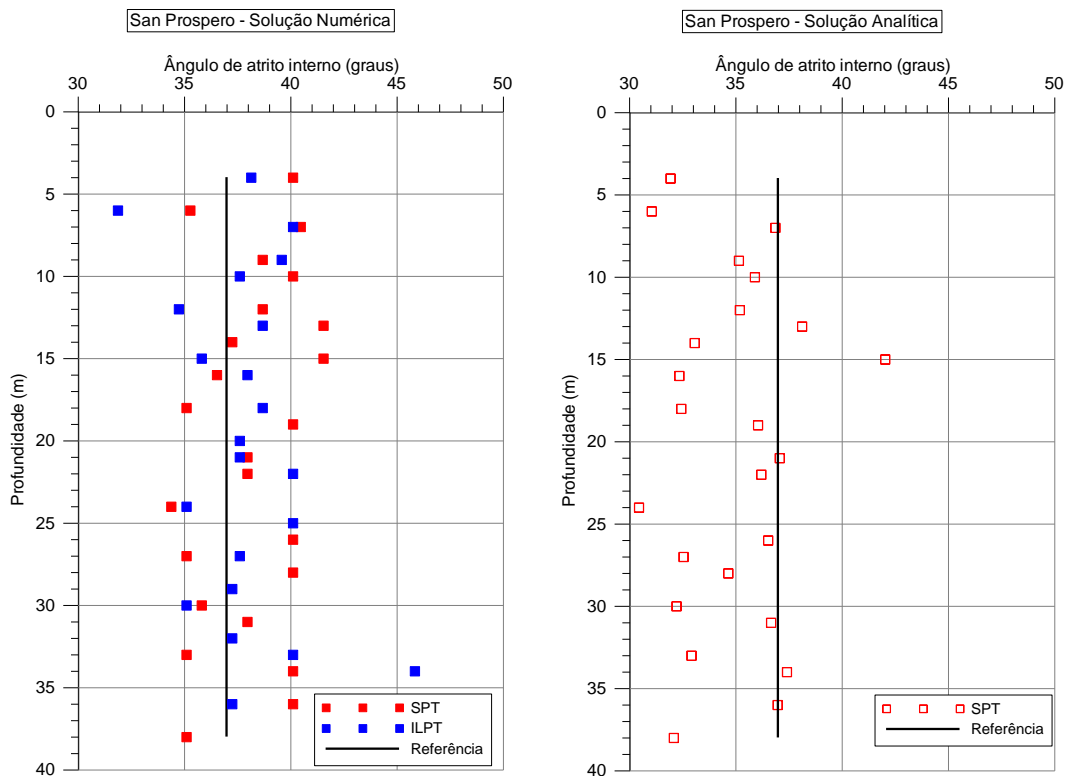 San Prospero - Solução Numérica
Ângulo de atrito interno (graus)
30 35 40 45 50
0
5
10
15
20
25
30
35
40
Profundidade (m)
SPT
ILPT
Referência
San Prospero - Solução Analítica
Ângulo de atrito interno (graus)
30 35 40 45 50
0
5
10
15
20
25
30
35
40
Profundidade (m)
SPT
Referência